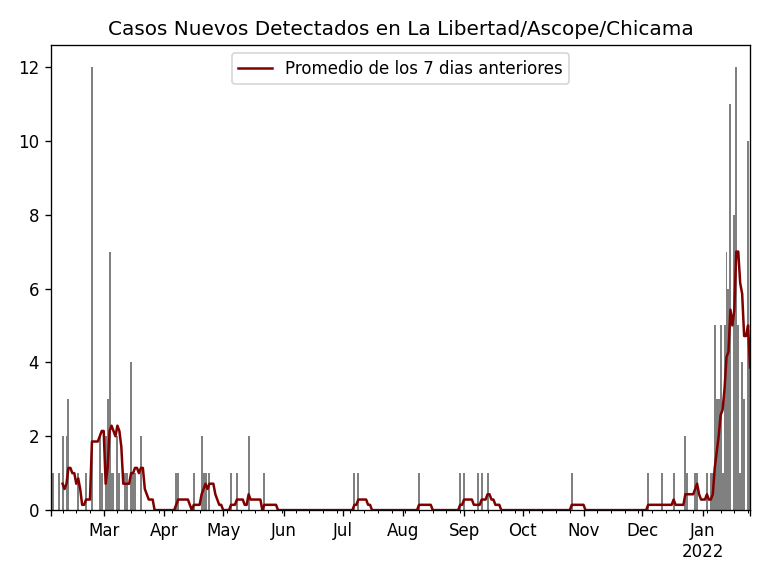 Casos Nuevos Detectados en La Libertad/Ascope/Chicama
Promedio de los 7 dias anteriores
12
10
8
6
4
2
0
Mar Apr May Jun Jul Aug Sep Oct Nov Dec Jan
2022